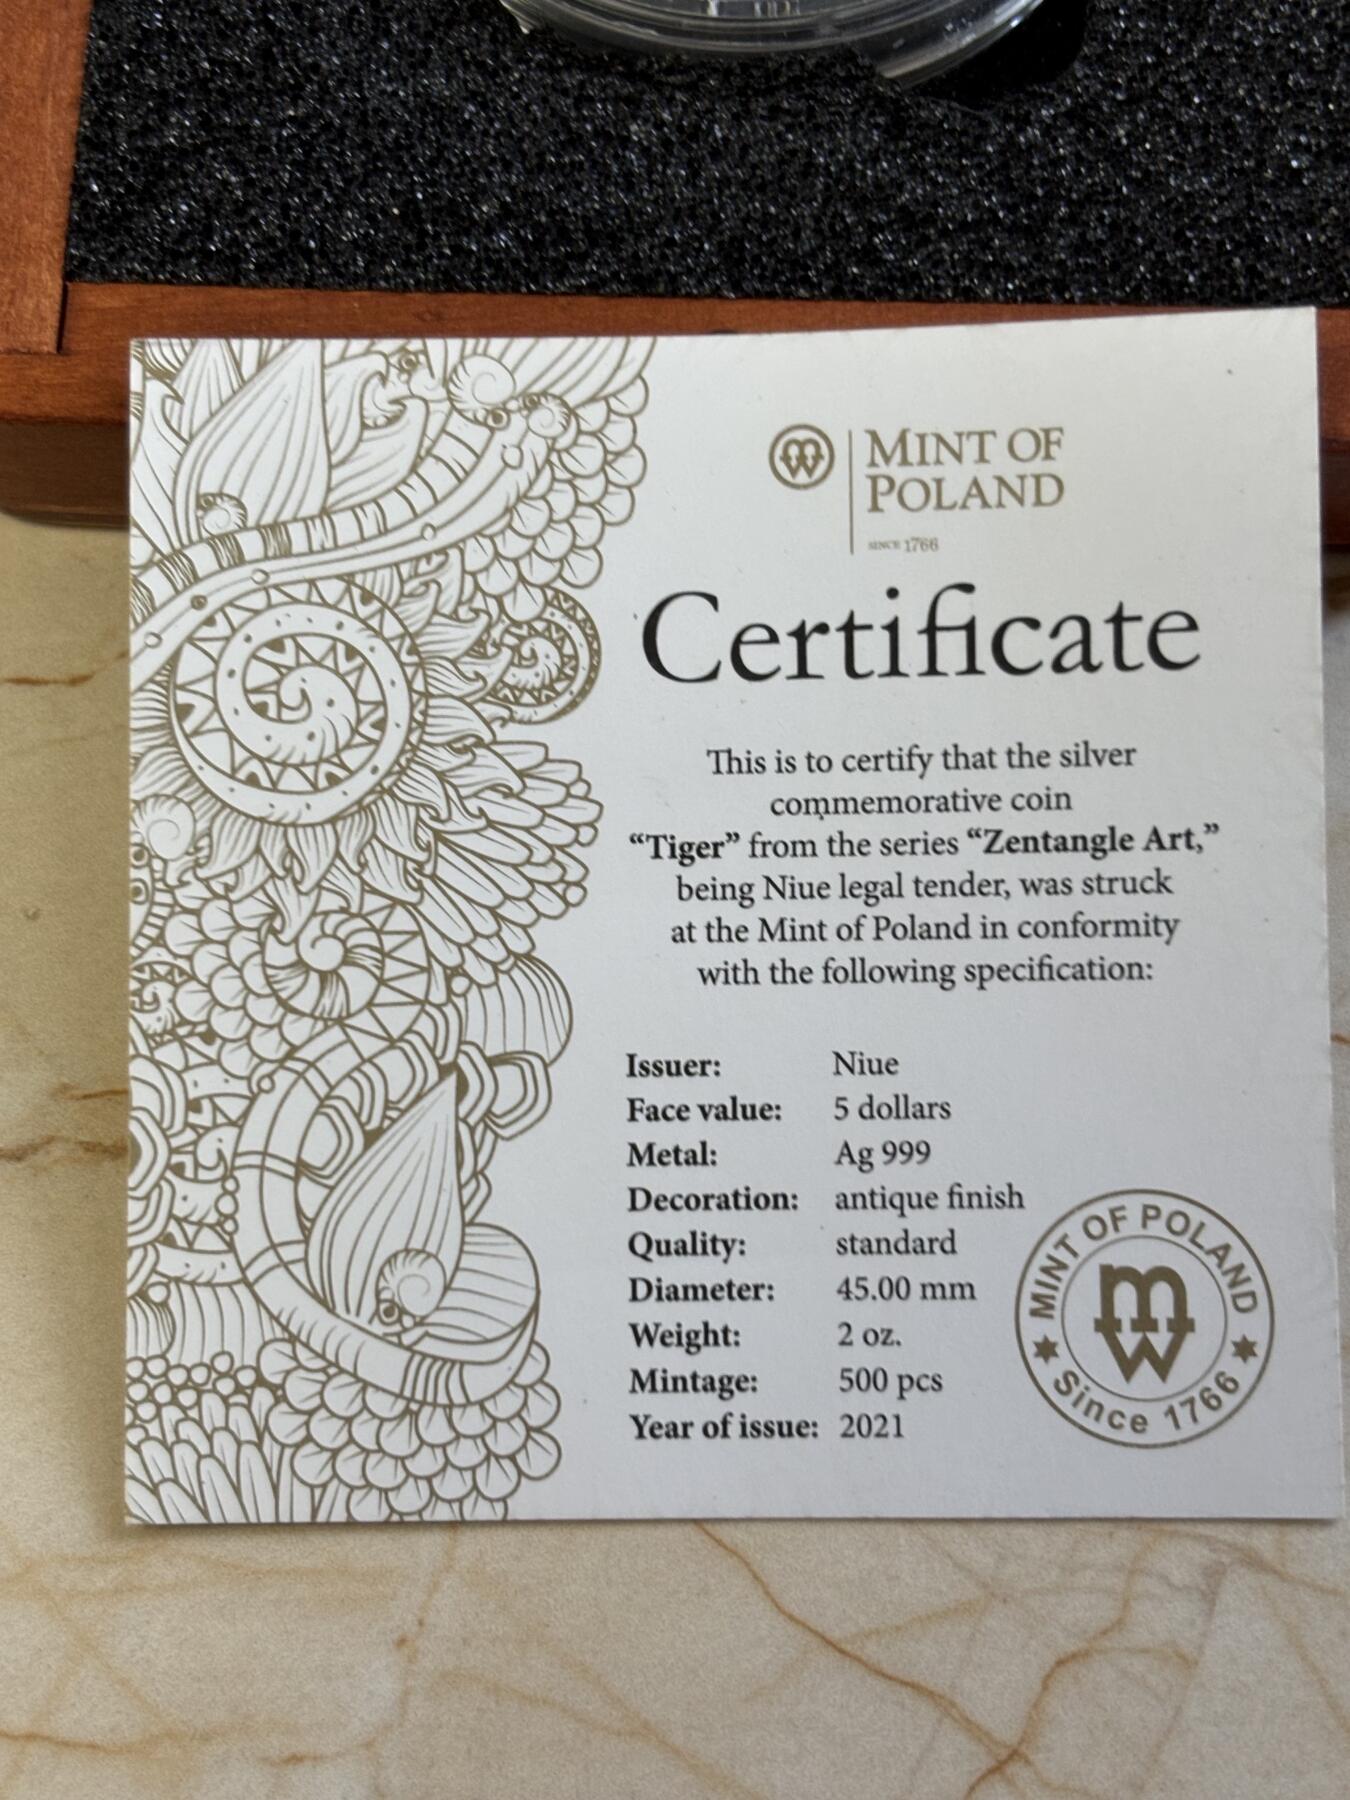 MINT OF
POLAND
SINCE 1766
Certificate
This is to certify that the silver
commemorative coin
“Tiger” from the series “Zentangle Art,”
being Niue legal tender, was struck
at the Mint of Poland in conformity
with the following specification:
Issuer: Niue
Face value: 5 dollars
Metal: Ag 999
Decoration: antique finish
Quality: standard
Diameter: 45.00 mm
Weight: 2 oz.
Mintage: 500 pcs
Year of issue: 2021
MINT OF POLAND
mw
Since 1766